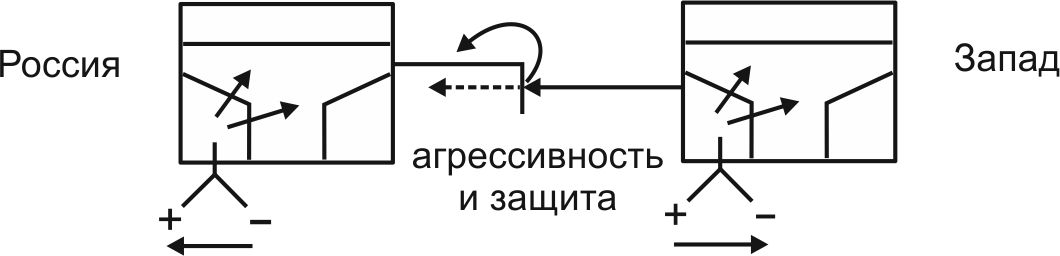 Россия
Запад
агрессивность
и защита
+ –
+ –